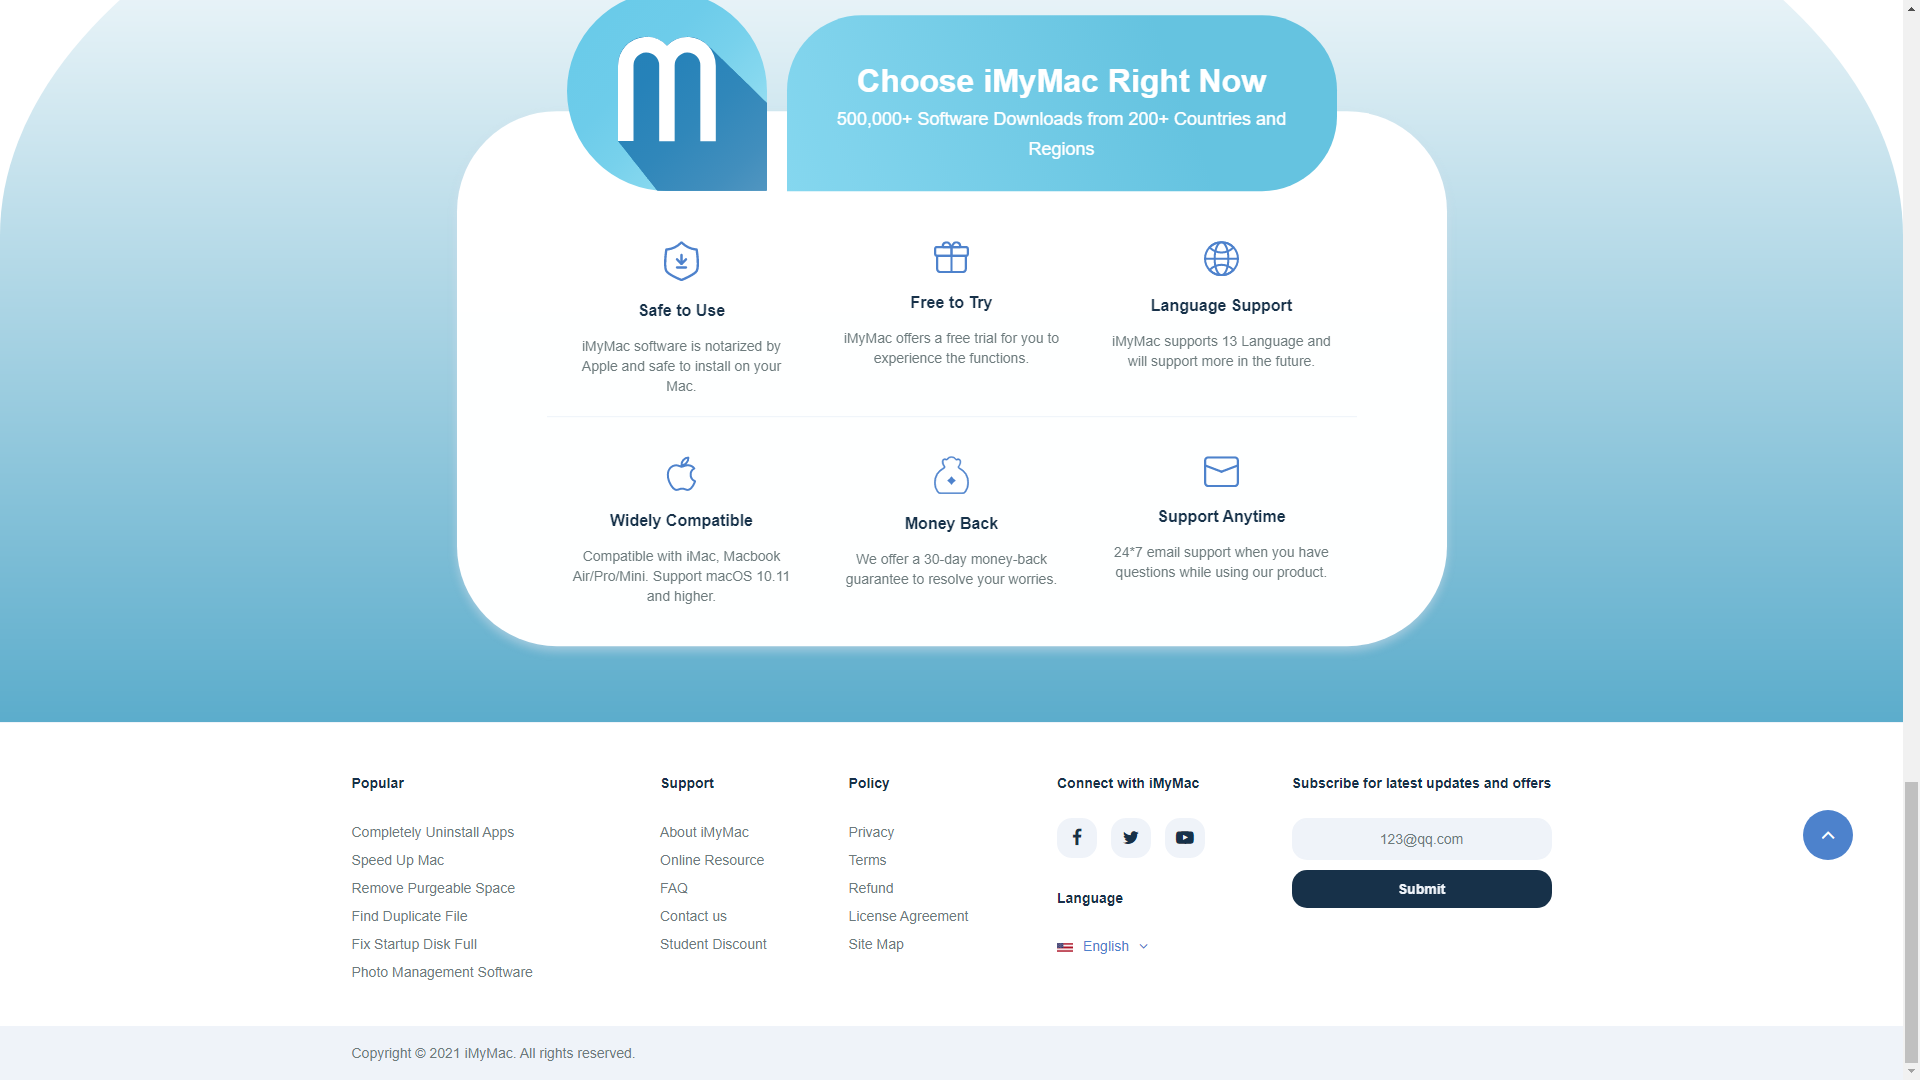 Choose iMyMac Right Now
500,000+ Software Downloads from 200+ Countries and
Regions
Safe to Use
iMyMac software is notarized by
Apple and safe to install on your
Mac.
Free to Try
iMyMac offers a free trial for you to
experience the functions.
Language Support
iMyMac supports 13 Language and
will support more in the future.
Widely Compatible
Compatible with iMac, Macbook
Air/Pro/Mini. Support macOS 10.11
and higher.
Money Back
We offer a 30-day money-back
guarantee to resolve your worries.
Support Anytime
24*7 email support when you have
questions while using our product.
Popular
Completely Uninstall Apps
Speed Up Mac
Remove Purgeable Space
Find Duplicate File
Fix Startup Disk Full
Photo Management Software
Support
About iMyMac
Online Resource
FAQ
Contact us
Student Discount
Policy
Privacy
Terms
Refund
License Agreement
Site Map
Connect with iMyMac
Language
English
Subscribe for latest updates and offers
123@qq.com
Submit
Copyright © 2021 iMyMac. All rights reserved.